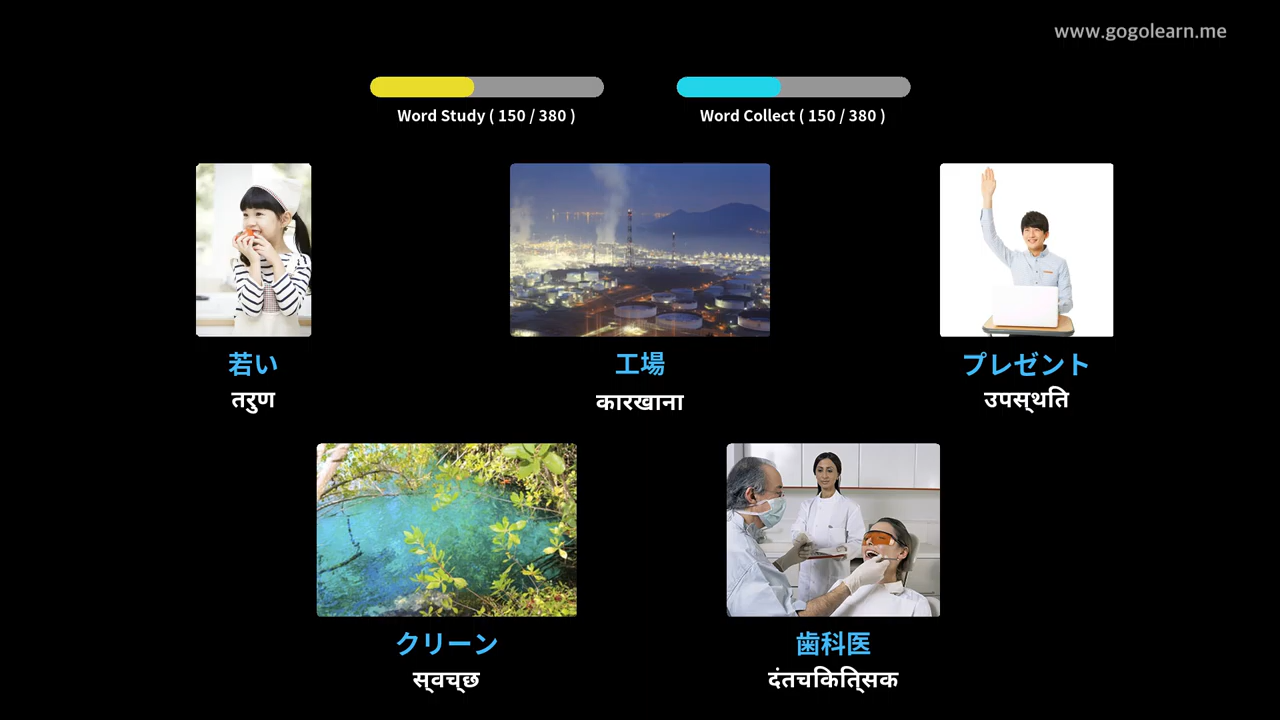 www.gogolearn.me
Word Study ( 150 / 380 )
Word Collect ( 150 / 380 )
若い
तरुण
工場
कारखाना
プレゼント
उपस्थति
クリーン
स्वच्छ
歯科医
दंतचकित्सिक